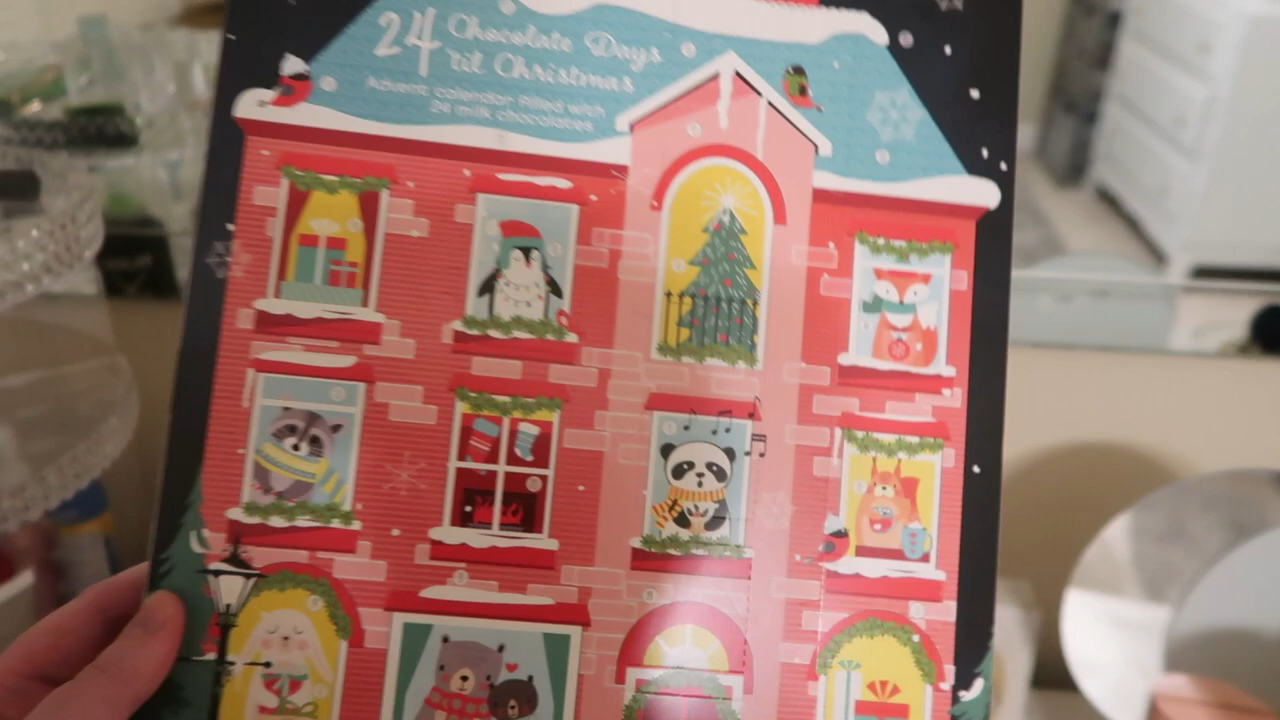 24 Chocolate Days
'til Christmas
Advent calendar filled with
24 milk chocolates